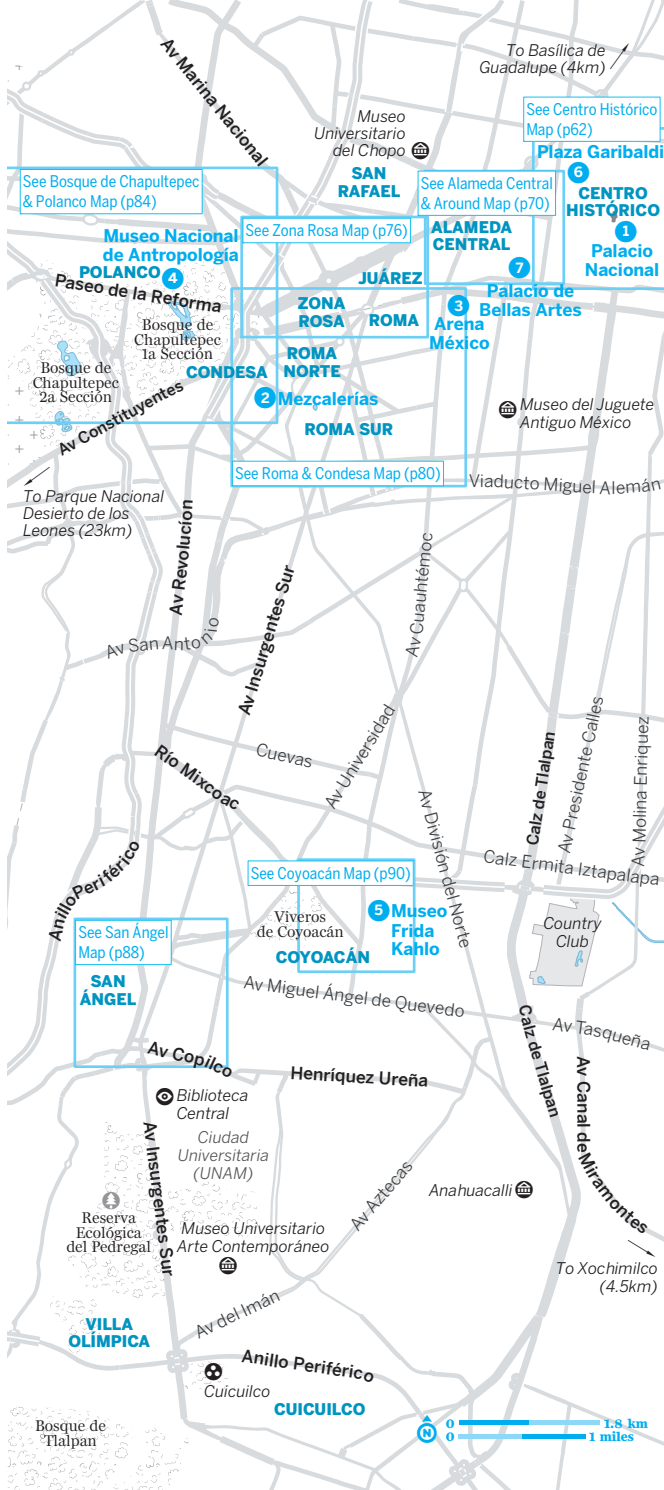 To Basílica de
Guadalupe (4km)
Av Marina Nacional
See Centro Histórico
Map (p62)
Museo
Universitario
del Chopo
Plaza Garibaldi
6
SAN
RAFAEL
See Bosque de Chapultepec
& Polanco Map (p84)
See Alameda Central
& Around Map (p70)
CENTRO
HISTÓRICO
1
Palacio
Nacional
See Zona Rosa Map (p76)
ALAMEDA
CENTRAL
Museo Nacional
de Antropología
POLANCO
4
7
Palacio de
Bellas Artes
JUÁREZ
Paseo de la Reforma
ZONA
ROSA
ROMA
3
Arena
México
Bosque de
Chapultepec
1a Sección
ROMA
NORTE
Bosque de
Chapultepec
2a Sección
CONDESA
2
Mezcalerías
Museo del Juguete
Antiguo México
ROMA SUR
Av Constituyentes
See Roma & Condesa Map (p80)
Viaducto Miguel Alemán
To Parque Nacional
Desierto de los
Leones (23km)
Av Revolucíon
Av Cuauhtémoc
Av Insurgentes Sur
Av San Antonio
Av Universidad
Cuevas
Río Mixcoac
Calz de Tlalpan
Av Presidente Calles
Av Molina Enriquez
Av División del Norte
Calz Ermita Iztapalapa
Anillo Periférico
See Coyoacán Map (p90)
5
Museo
Frida
Kahlo
Viveros
de Coyoacán
COYOACÁN
Country
Club
See San Ángel
Map (p88)
SAN
ÁNGEL
Av Miguel Ángel de Quevedo
Av Tasqueña
Calz de Tlalpan
Av Copilco
Henríquez Ureña
Av Canal de Miramontes
Biblioteca
Central
Av Insurgentes Sur
Ciudad
Universitaria
(UNAM)
Av Aztecas
Anahuacalli
Reserva
Ecológica
del Pedregal
Museo Universitario
Arte Contemporáneo
To Xochimilco
(4.5km)
Av del Imán
VILLA
OLÍMPICA
Anillo Periférico
Cuicuilco
CUICUILCO
Bosque de
Tlalpan
N
0 1.8 km
0 1 miles